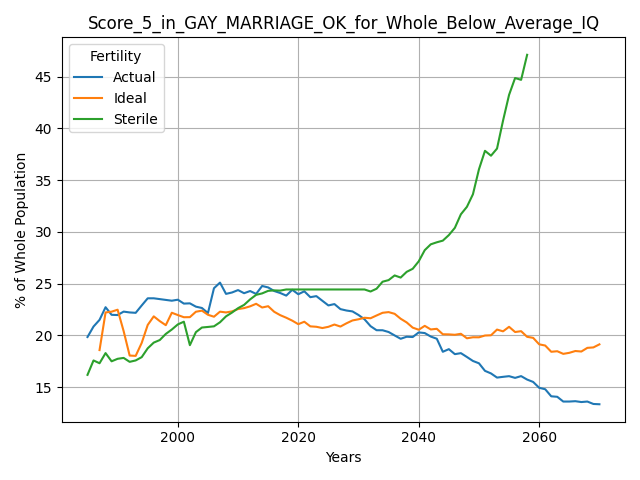 Score_5_in_GAY_MARRIAGE_OK_for_Whole_Below_Average_IQ
Fertility
Actual
Ideal
Sterile
% of Whole Population
45
40
35
30
25
20
15
2000
2020
2040
2060
Years